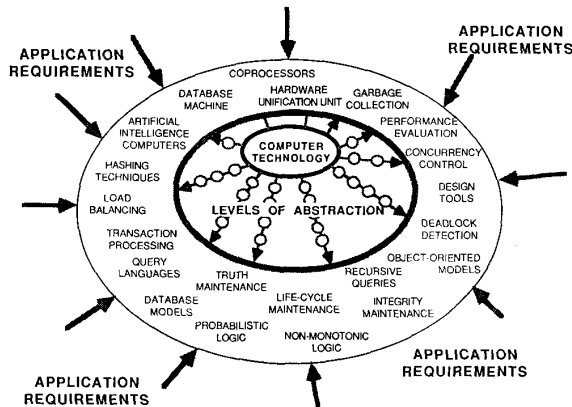 APPLICATION
REQUIREMENTS
APPLICATION
REQUIREMENTS
COPROCESSORS
DATABASE
MACHINE
HARDWARE
UNIFICATION UNIT
GARBAGE
COLLECTION
ARTIFICIAL
INTELLIGENCE
COMPUTERS
PERFORMANCE
EVALUATION
COMPUTER
TECHNOLOGY
CONCURRENCY
CONTROL
HASHING
TECHNIQUES
DESIGN
TOOLS
LOAD
BALANCING
LEVELS OF ABSTRACTION
DEADLOCK
DETECTION
TRANSACTION
PROCESSING
QUERY
LANGUAGES
OBJECT-ORIENTED
MODELS
TRUTH
MAINTENANCE
RECURSIVE
QUERIES
DATABASE
MODELS
LIFE-CYCLE
MAINTENANCE
INTEGRITY
MAINTENANCE
PROBABILISTIC
LOGIC
NON-MONOTONIC
LOGIC
APPLICATION
REQUIREMENTS
APPLICATION
REQUIREMENTS